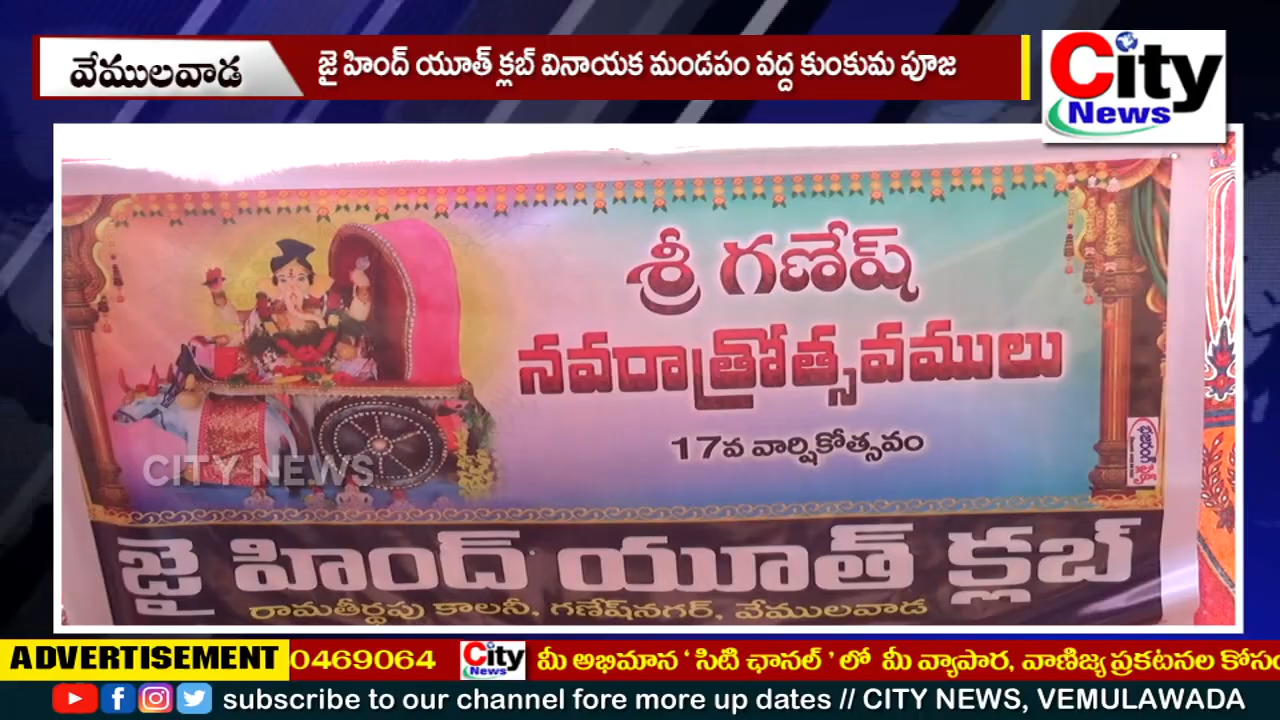 వేములవాడ
జై హింద్ యూత్ క్లబ్ వినాయక మండపం వద్ద కుంకుమ పూజ
City
News
శ్రీ గణేష్
నవరాత్రోత్సవములు
17వ వార్షికోత్సవం
CITY NEWS
జై హింద్ యూత్ క్లబ్
రామతీర్థపు కాలనీ, గణేష్‌నగర్, వేములవాడ
ADVERTISEMENT 0469064 City News మీ అభిమాన ‘ సిటి ఛానల్ ’ లో మీ వ్యాపార, వాణిజ్య ప్రకటనల కోసం
subscribe to our channel fore more up dates // CITY NEWS, VEMULAWADA